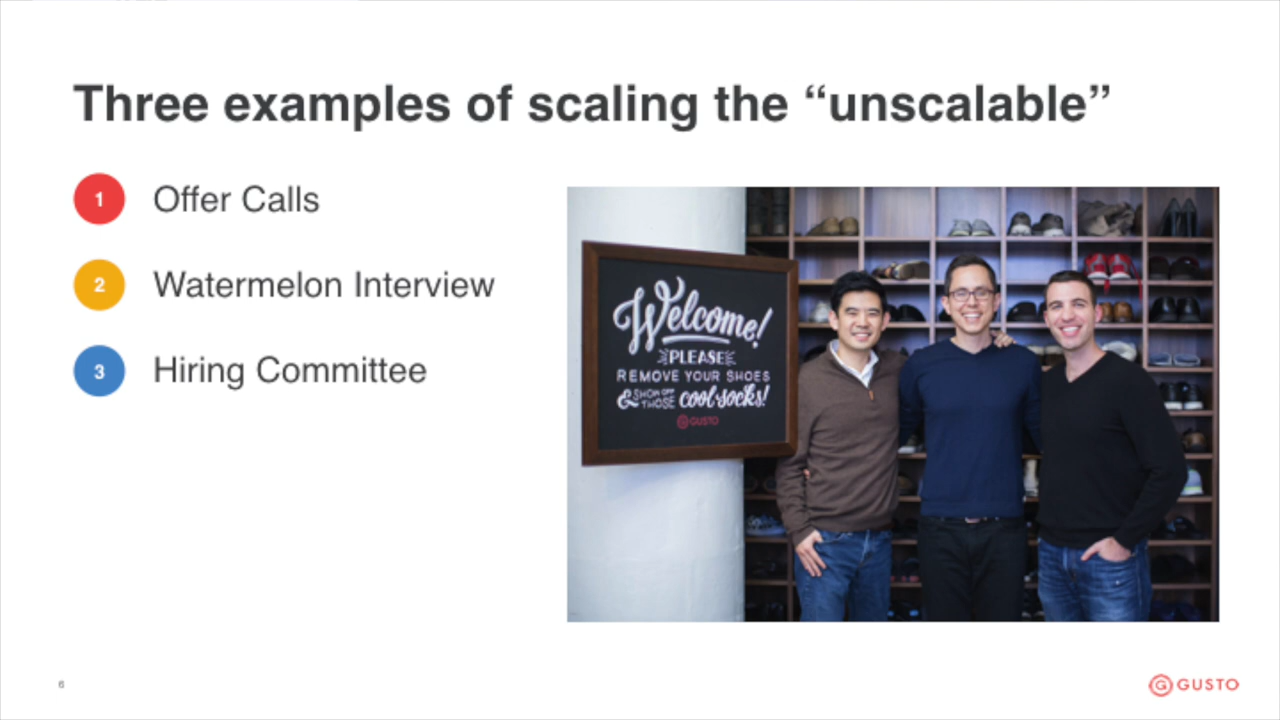 Three examples of scaling the “unscalable”
1 Offer Calls
2 Watermelon Interview
3 Hiring Committee
Welcome!
PLEASE
REMOVE YOUR SHOES
& SHOW OFF THOSE cool socks!
GUSTO
6
GUSTO